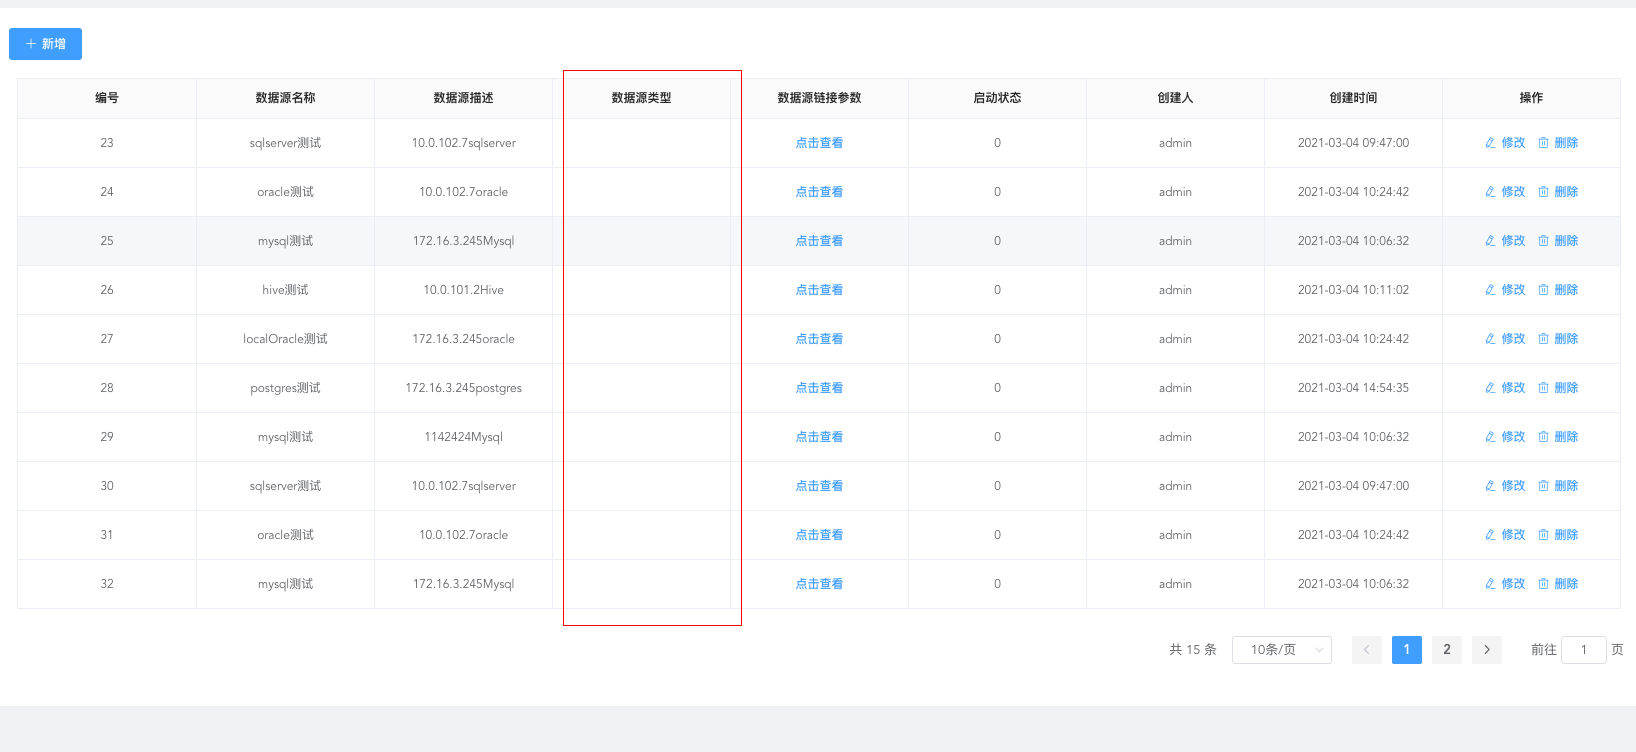 新增
编号 数据源名称 数据源描述 数据源类型 数据源链接参数 启动状态 创建人 创建时间 操作
23 sqlserver测试 10.0.102.7sqlserver 点击查看 0 admin 2021-03-04 09:47:00 修改 删除
24 oracle测试 10.0.102.7oracle 点击查看 0 admin 2021-03-04 10:24:42 修改 删除
25 mysql测试 172.16.3.245Mysql 点击查看 0 admin 2021-03-04 10:06:32 修改 删除
26 hive测试 10.0.101.2Hive 点击查看 0 admin 2021-03-04 10:11:02 修改 删除
27 localOracle测试 172.16.3.245oracle 点击查看 0 admin 2021-03-04 10:24:42 修改 删除
28 postgres测试 172.16.3.245postgres 点击查看 0 admin 2021-03-04 14:54:35 修改 删除
29 mysql测试 1142424Mysql 点击查看 0 admin 2021-03-04 10:06:32 修改 删除
30 sqlserver测试 10.0.102.7sqlserver 点击查看 0 admin 2021-03-04 09:47:00 修改 删除
31 oracle测试 10.0.102.7oracle 点击查看 0 admin 2021-03-04 10:24:42 修改 删除
32 mysql测试 172.16.3.245Mysql 点击查看 0 admin 2021-03-04 10:06:32 修改 删除
共 15 条 10条/页 1 2 前往 1 页